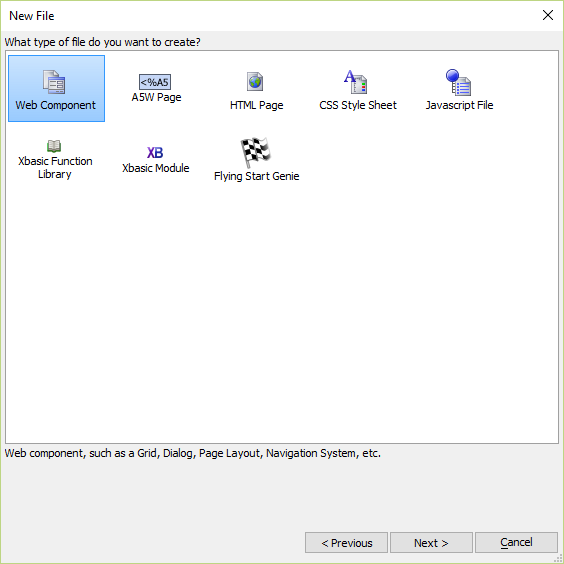 New File
What type of file do you want to create?
<%A5
Web Component
A5W Page
HTML Page
CSS Style Sheet
Javascript File
A
XB
Xbasic Function
Library
Xbasic Module
Flying Start Genie
Web component, such as a Grid, Dialog, Page Layout, Navigation System, etc.
< Previous
Next >
Cancel